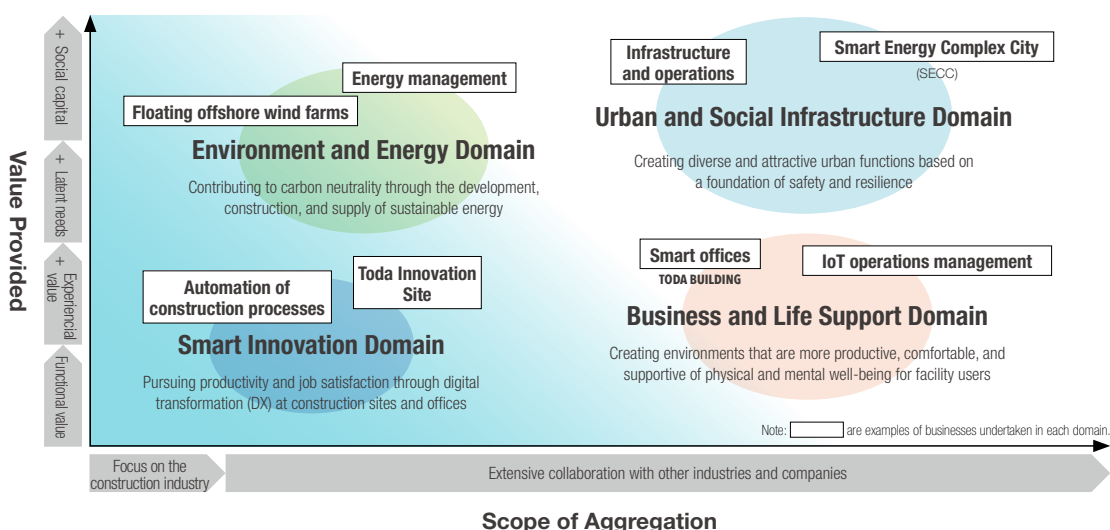 Value Provided
+ Social capital
+ Latent needs
+ Experiencial
value
Functional value
Energy management
Floating offshore wind farms
Environment and Energy Domain
Contributing to carbon neutrality through the development,
construction, and supply of sustainable energy
Infrastructure
and operations
Smart Energy Complex City
(SECC)
Urban and Social Infrastructure Domain
Creating diverse and attractive urban functions based on
a foundation of safety and resilience
Automation of
construction processes
Toda Innovation
Site
Smart Innovation Domain
Pursuing productivity and job satisfaction through digital
transformation (DX) at construction sites and offices
Smart offices
TODA BUILDING
IoT operations management
Business and Life Support Domain
Creating environments that are more productive, comfortable, and
supportive of physical and mental well-being for facility users
Note: are examples of businesses undertaken in each domain.
Focus on the
construction industry
Extensive collaboration with other industries and companies
Scope of Aggregation